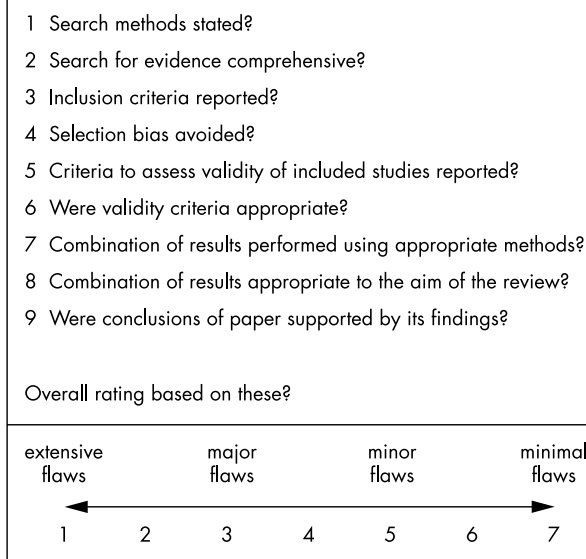 1 Search methods stated?
2 Search for evidence comprehensive?
3 Inclusion criteria reported?
4 Selection bias avoided?
5 Criteria to assess validity of included studies reported?
6 Were validity criteria appropriate?
7 Combination of results performed using appropriate methods?
8 Combination of results appropriate to the aim of the review?
9 Were conclusions of paper supported by its findings?
Overall rating based on these?
extensive major minor minimal
flaws flaws flaws flaws
1 2 3 4 5 6 7